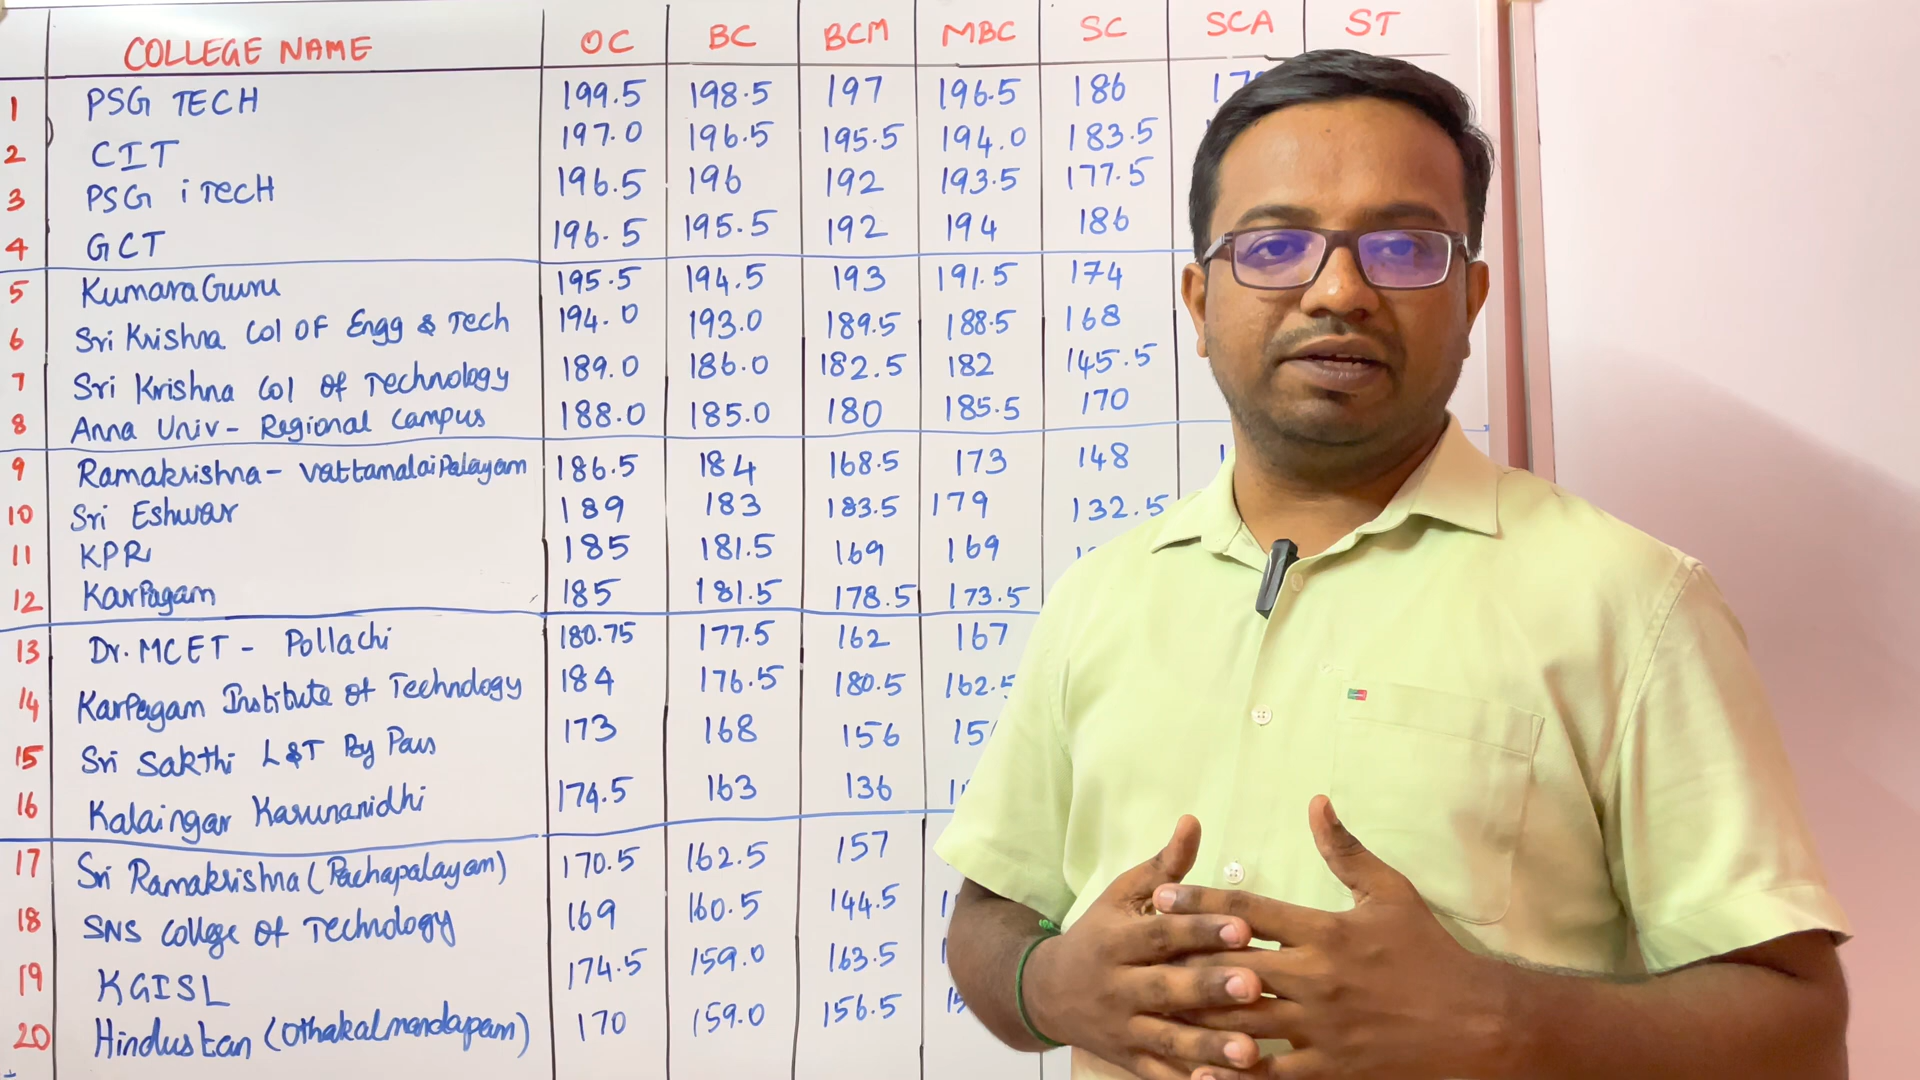 COLLEGE NAME OC BC BCM MBC SC SCA ST
1 PSG TECH 199.5 198.5 197 196.5 186
2 CIT 197.0 196.5 195.5 194.0 183.5
3 PSG i TECH 196.5 196 192 193.5 177.5
4 GCT 196.5 195.5 192 194 186
5 Kumara Guru 195.5 194.5 193 191.5 174
6 Sri Krishna Col OF Engg & Tech 194.0 193.0 189.5 188.5 168
7 Sri Krishna Col of Technology 189.0 186.0 182.5 182 145.5
8 Anna Univ - Regional Campus 188.0 185.0 180 185.5 170
9 Ramakrishna - Vattamalaipalayam 186.5 184 168.5 173 148
10 Sri Eshwar 189 183 183.5 179 132.5
11 KPR 185 181.5 169 169
12 Karpagam 185 181.5 178.5 173.5
13 Dr. MCET - Pollachi 180.75 177.5 162 167
14 Karpagam Institute of Technology 184 176.5 180.5 162.5
15 Sri Sakthi L&T By Pass 173 168 156
16 Kalaingar Karunanidhi 174.5 163 136
17 Sri Ramakrishna (Pachapalayam) 170.5 162.5 157
18 SNS College of Technology 169 160.5 144.5
19 KGISL 174.5 159.0 163.5
20 Hindustan (Othakalmandapam) 170 159.0 156.5